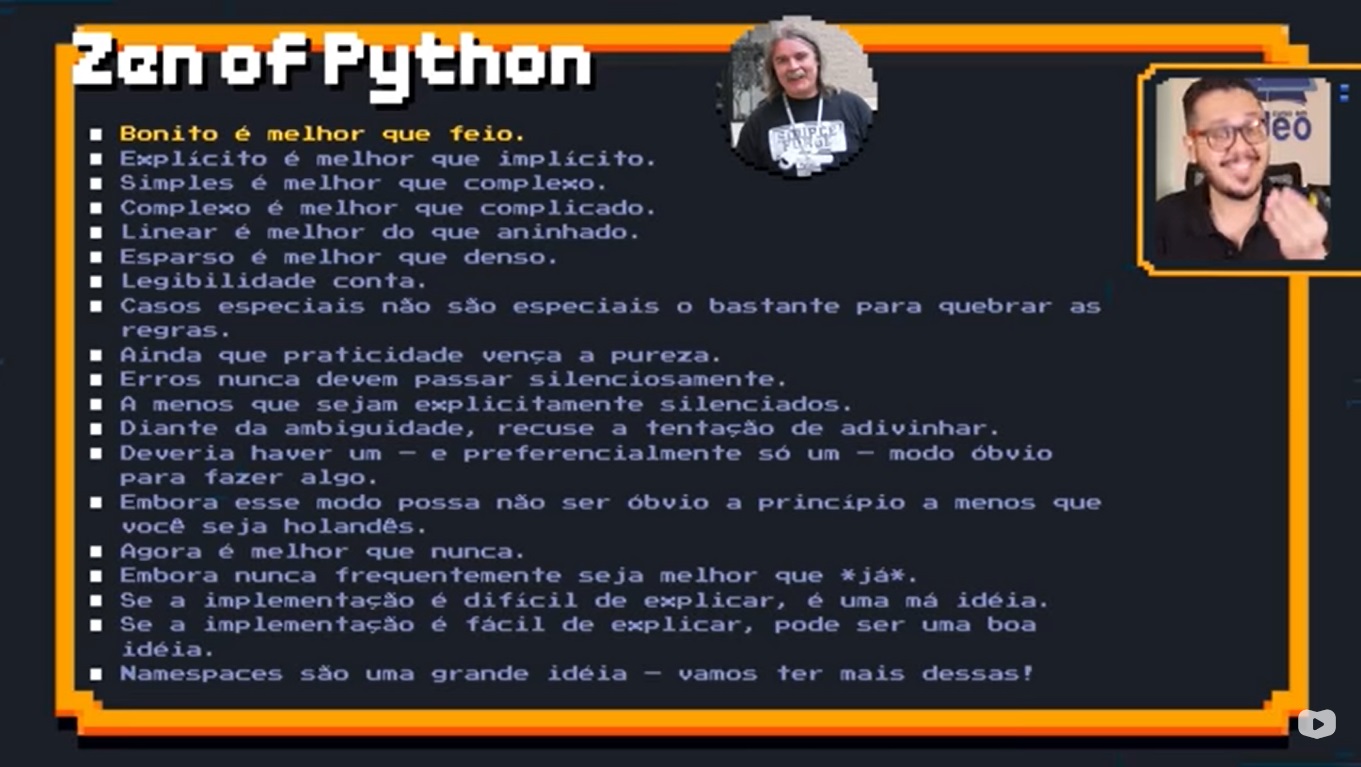 Zen of Python
Bonito é melhor que feio.
Explícito é melhor que implícito.
Simples é melhor que complexo.
Complexo é melhor que complicado.
Linear é melhor do que aninhado.
Esparso é melhor que denso.
Legibilidade conta.
Casos especiais não são especiais o bastante para quebrar as
regras.
Ainda que praticidade vença a pureza.
Erros nunca devem passar silenciosamente.
A menos que sejam explicitamente silenciados.
Diante da ambiguidade, recuse a tentação de adivinhar.
Deveria haver um — e preferencialmente só um — modo óbvio
para fazer algo.
Embora esse modo possa não ser óbvio a princípio a menos que
você seja holandês.
Agora é melhor que nunca.
Embora nunca frequentemente seja melhor que *já*.
Se a implementação é difícil de explicar, é uma má idéia.
Se a implementação é fácil de explicar, pode ser uma boa
idéia.
Namespaces são uma grande idéia — vamos ter mais dessas!